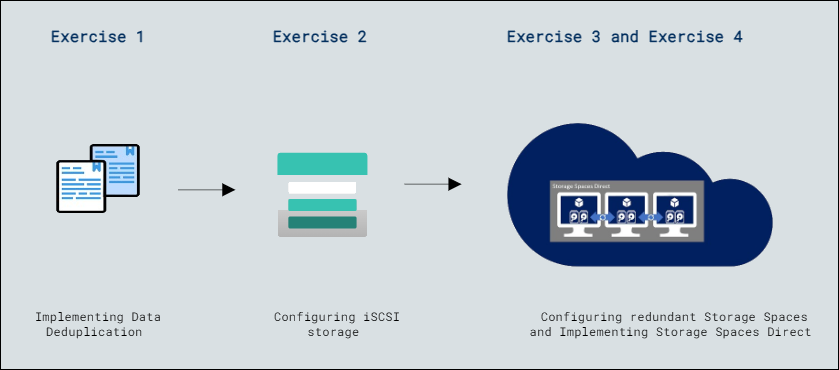 Exercise 1
Exercise 2
Exercise 3 and Exercise 4
Storage Spaces Direct
Implementing Data
Deduplication
Configuring iSCSI
storage
Configuring redundant Storage Spaces
and Implementing Storage Spaces Direct